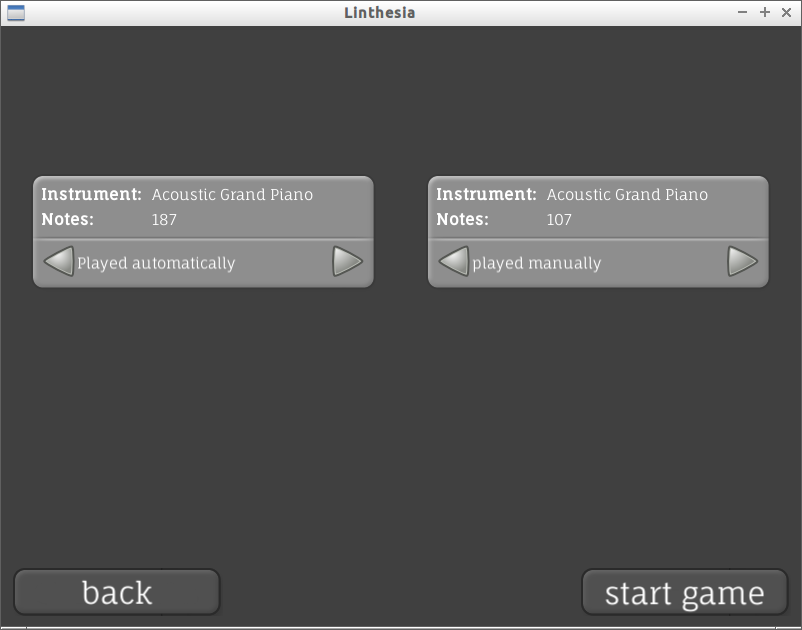 Linthesia
Instrument: Acoustic Grand Piano
Notes: 187
Played automatically
Instrument: Acoustic Grand Piano
Notes: 107
played manually
back
start game